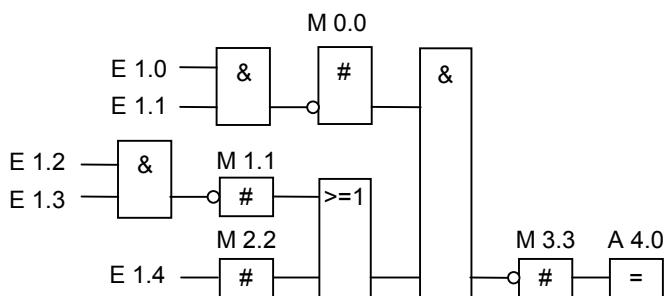 M 0.0
E 1.0
&
#
&
E 1.1
E 1.2
&
M 1.1
E 1.3
#
>=1
M 2.2
M 3.3
A 4.0
E 1.4
#
#
=